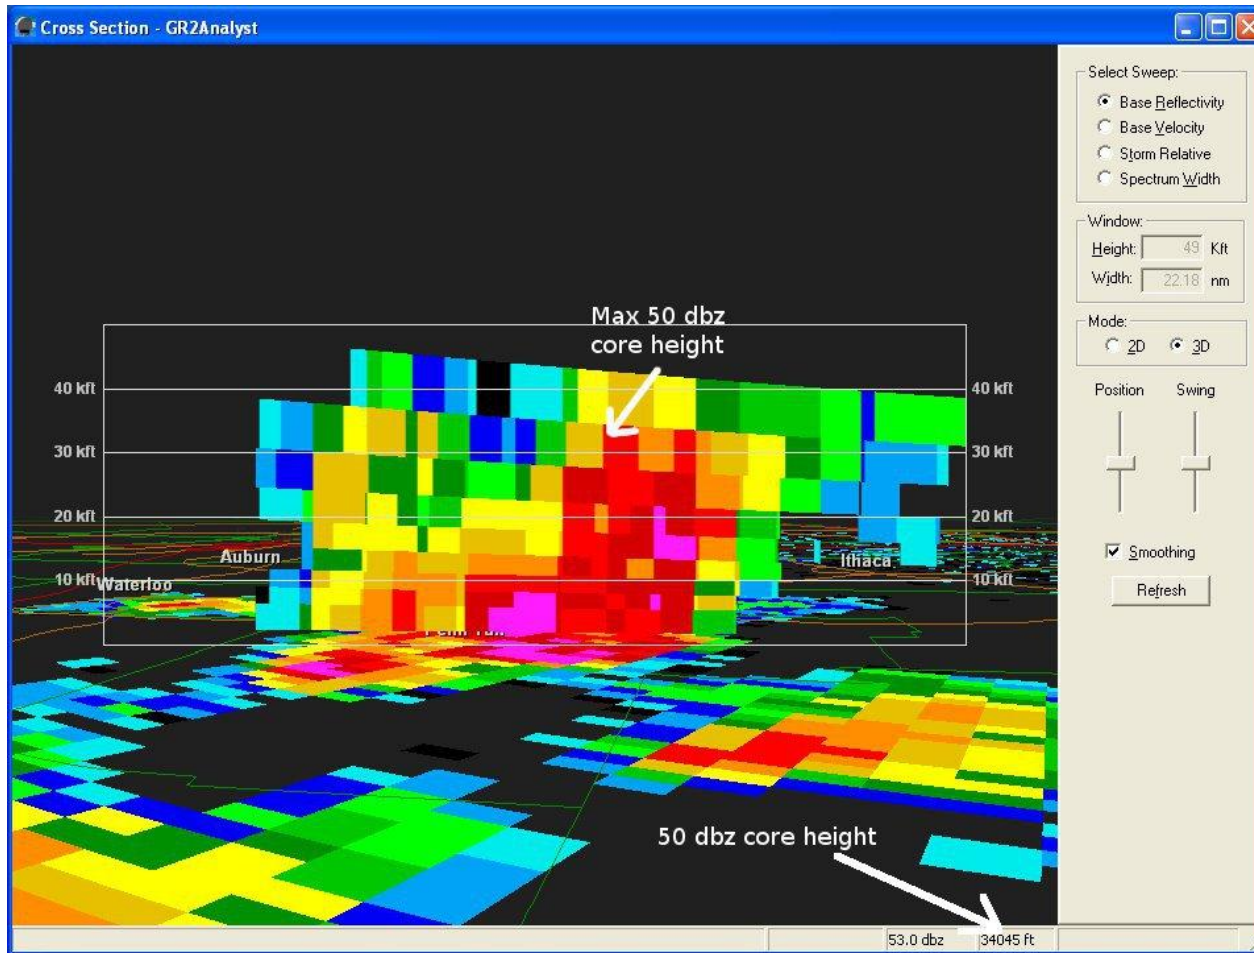 Cross Section - GR2Analyst
Select Sweep:
Base Reflectivity
Base Velocity
Storm Relative
Spectrum Width
Window:
Height: 49 Kft
Width: 22.18 nm
Mode:
2D 3D
Position Swing
Smoothing
Refresh
Max 50 dbz
core height
40 kft 40 kft
30 kft 30 kft
20 kft 20 kft
Auburn Ithaca
10 kft 10 kft
Waterloo
50 dbz core height
53.0 dbz 34045 ft